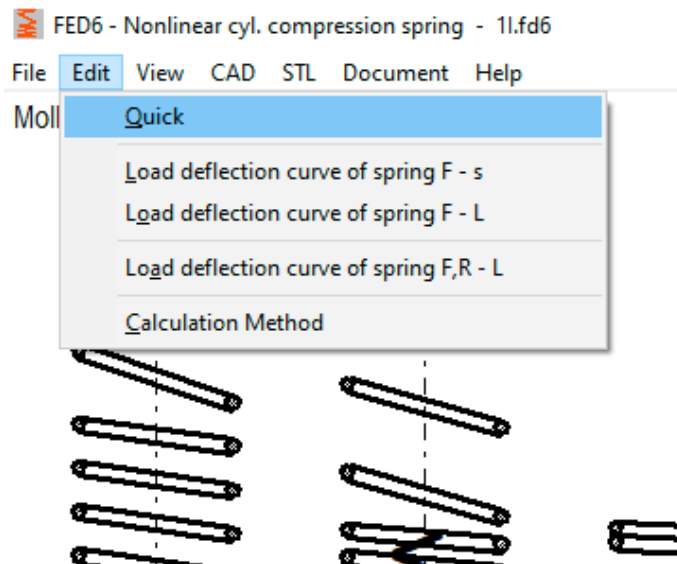 FED6 - Nonlinear cyl. compression spring - 1l.fd6
File Edit View CAD STL Document Help
Moll
Quick
Load deflection curve of spring F - s
Load deflection curve of spring F - L
Load deflection curve of spring F,R - L
Calculation Method